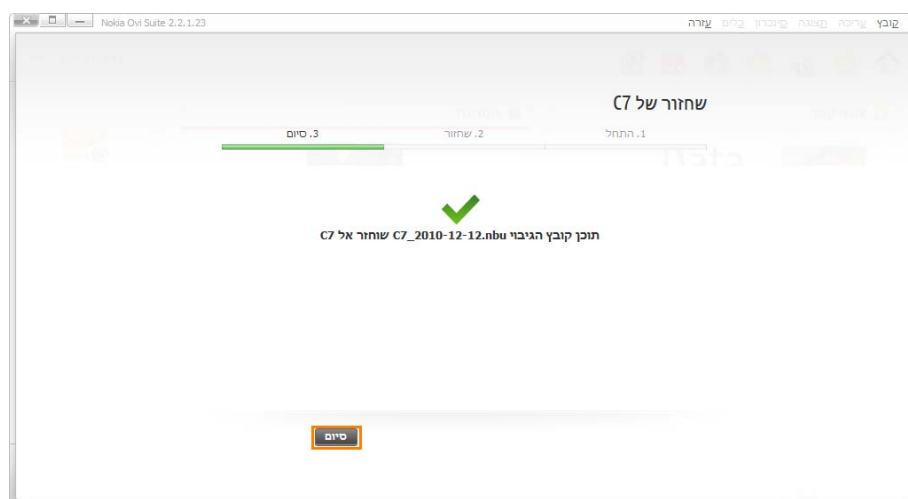 Nokia Ovi Suite 2.2.1.23
קובץ עריכה תצוגה סינכרון כלים עזרה
שחזור של C7
1. התחל 2. שחזור 3. סיום
תוכן קובץ הגיבוי C7_2010-12-12.nbu שוחזר אל C7
סיום